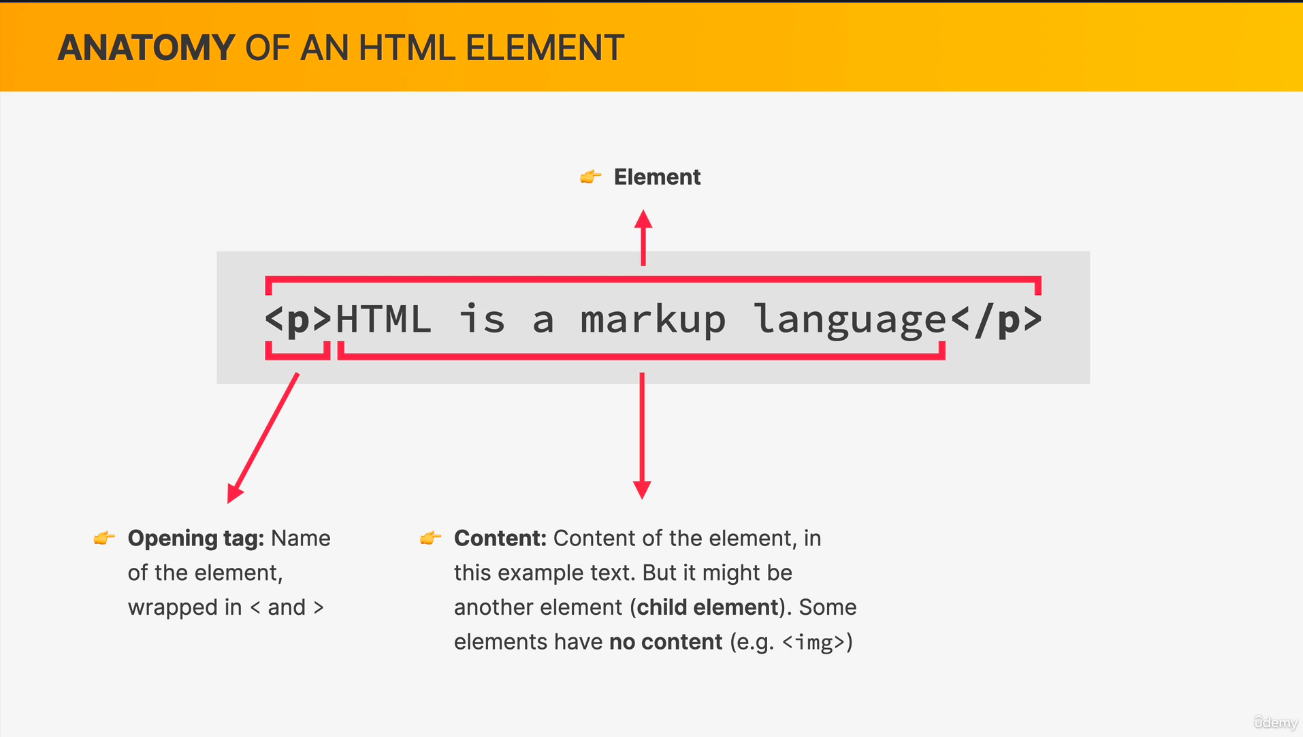 ANATOMY OF AN HTML ELEMENT
👉 Element
<p>HTML is a markup language</p>
👉 Opening tag: Name
of the element,
wrapped in < and >
👉 Content: Content of the element, in
this example text. But it might be
another element (child element). Some
elements have no content (e.g. <img>)
ûdemy